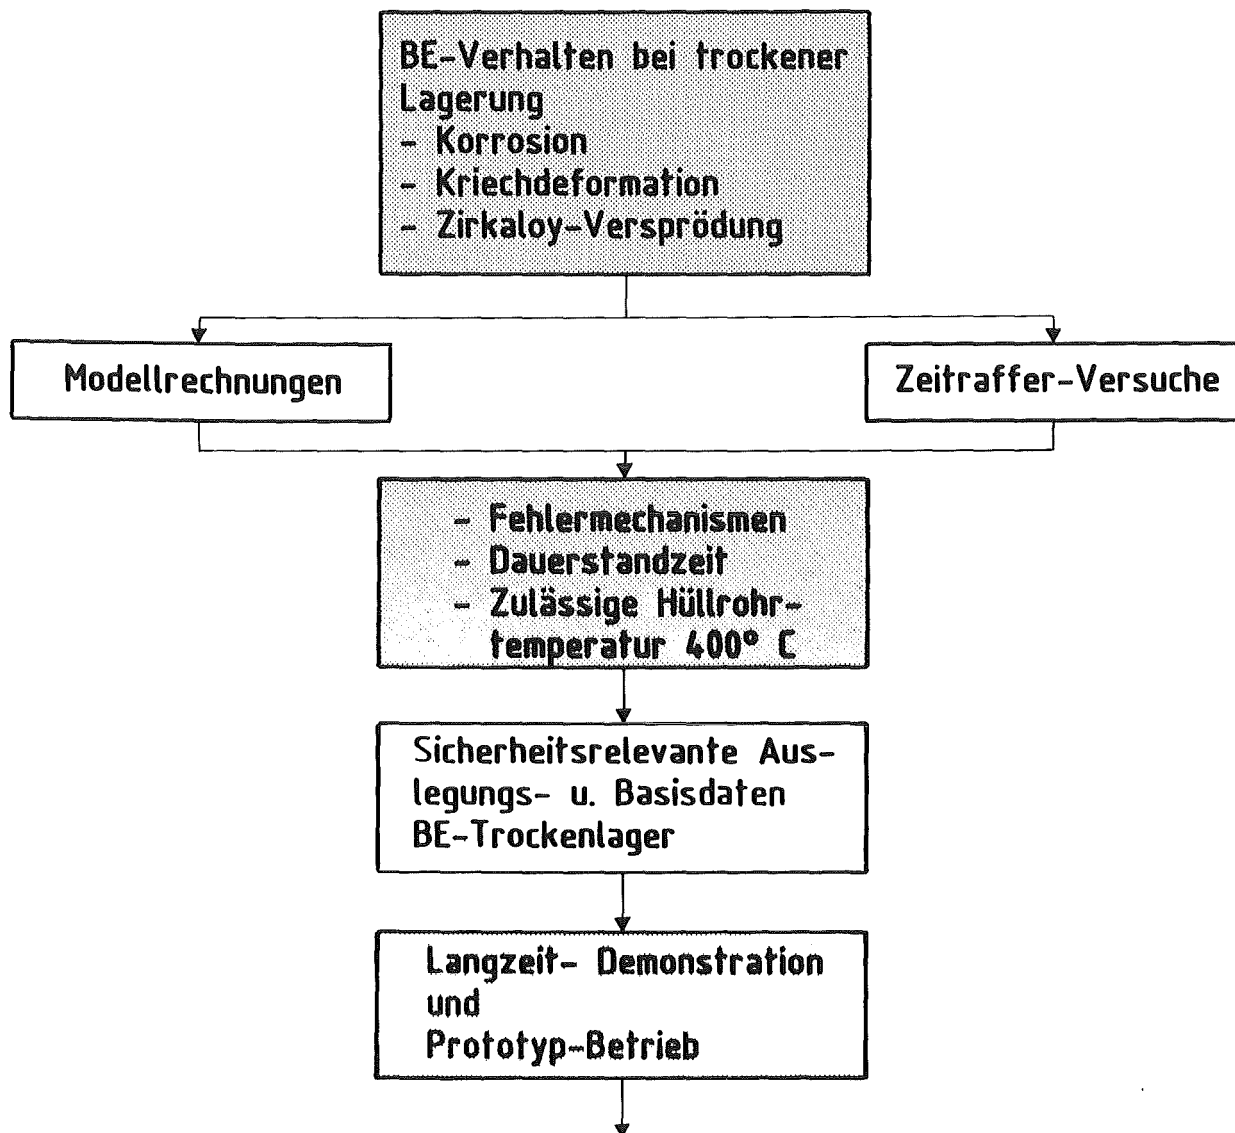 BE-Verhalten bei trockener
Lagerung
- Korrosion
- Kriechdeformation
- Zirkaloy-Versprödung
Modellrechnungen
Zeitraffer-Versuche
- Fehlermechanismen
- Dauerstandzeit
- Zulässige Hüllrohr-
temperatur 400° C
Sicherheitsrelevante Aus-
legungs- u. Basisdaten
BE-Trockenlager
Langzeit- Demonstration
und
Prototyp-Betrieb